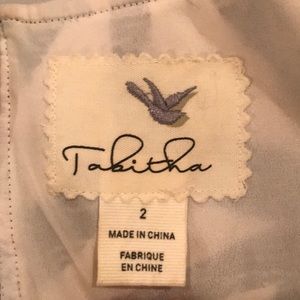 Tabitha
2
MADE IN CHINA
FABRIQUE
EN CHINE